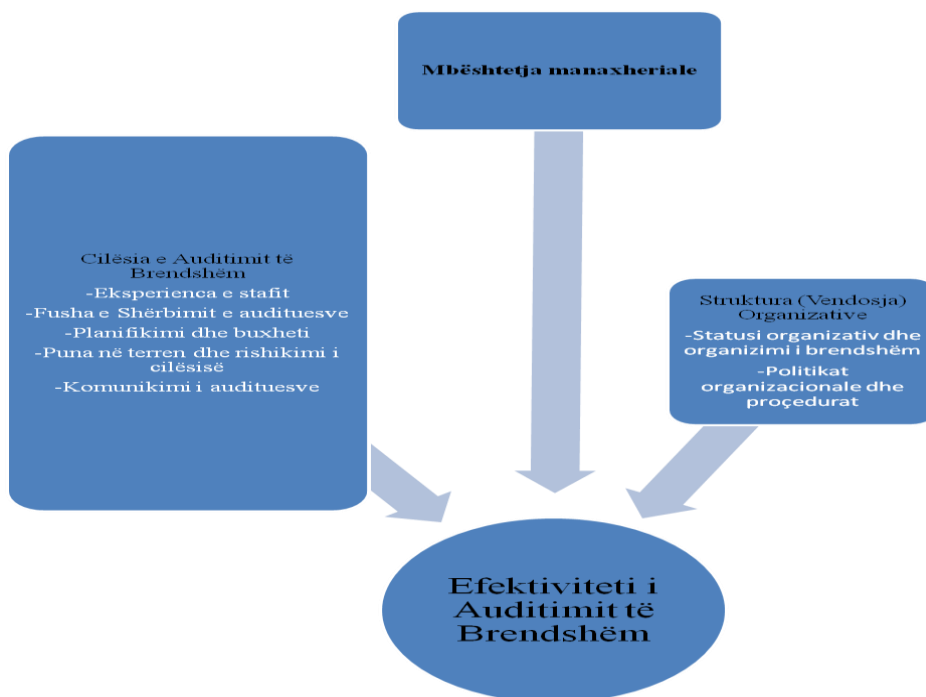 Mbështetja manaxheriale
Cilësia e Auditimit të
Brendshëm
-Eksperienca e stafit
-Fusha e Shërbimit e audituesve
-Planifikimi dhe buxheti
-Puna në terren dhe rishikimi i
cilësisë
-Komunikimi i audituesve
Struktura (Vendosja)
Organizative
-Statusi organizativ dhe
organizimi i brendshëm
-Politikat
organizacionale dhe
proçedurat
Efektiviteti i
Auditimit të
Brendshëm